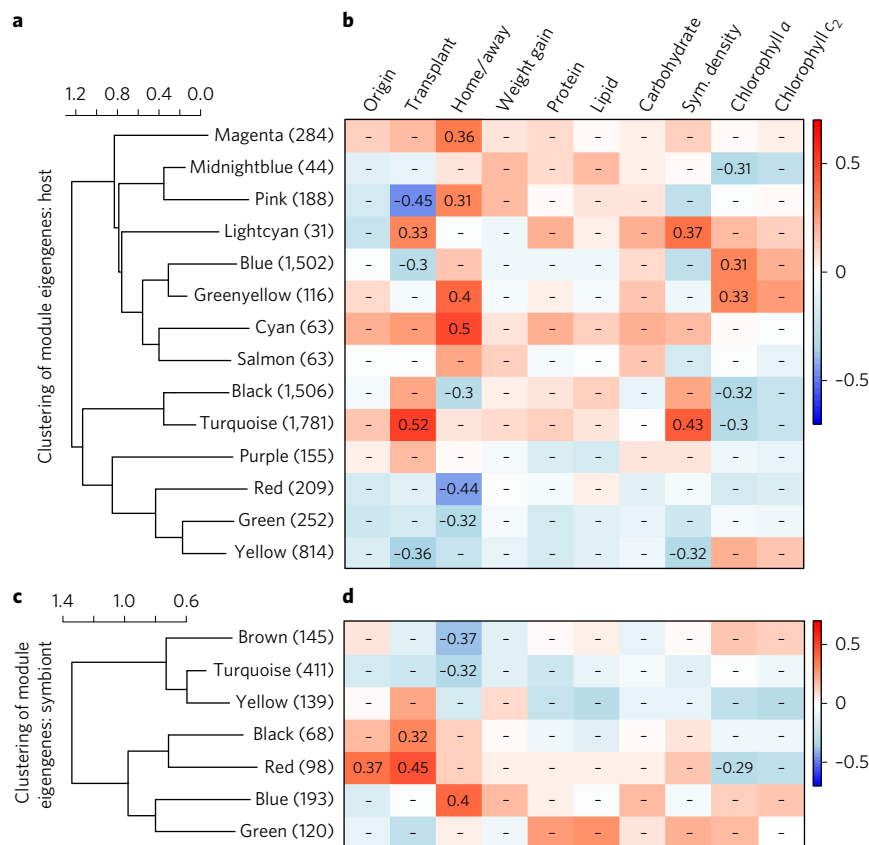 a
b
Origin
Transplant
Home/away
Weight gain
Protein
Lipid
Carbohydrate
Sym. density
Chlorophyll a
Chlorophyll c₂
1.2 0.8 0.4 0.0
Clustering of module eigengenes: host
Magenta (284) – – 0.36 – – – – – – –
Midnightblue (44) – – – – – – – – −0.31 –
Pink (188) – −0.45 0.31 – – – – – – –
Lightcyan (31) – 0.33 – – – – – 0.37 – –
Blue (1,502) – −0.3 – – – – – – 0.31 –
Greenyellow (116) – – 0.4 – – – – – 0.33 –
Cyan (63) – – 0.5 – – – – – – –
Salmon (63) – – – – – – – – – –
Black (1,506) – – −0.3 – – – – – −0.32 –
Turquoise (1,781) – 0.52 – – – – – 0.43 −0.3 –
Purple (155) – – – – – – – – – –
Red (209) – – −0.44 – – – – – – –
Green (252) – – −0.32 – – – – – – –
Yellow (814) – −0.36 – – – – – −0.32 – –
0.5
0
−0.5
c
d
1.4 1.0 0.6
Clustering of module
eigengenes: symbiont
Brown (145) – – −0.37 – – – – – – –
Turquoise (411) – – −0.32 – – – – – – –
Yellow (139) – – – – – – – – – –
Black (68) – 0.32 – – – – – – – –
Red (98) 0.37 0.45 – – – – – – −0.29 –
Blue (193) – – 0.4 – – – – – – –
Green (120) – – – – – – – – – –
0.5
0
−0.5